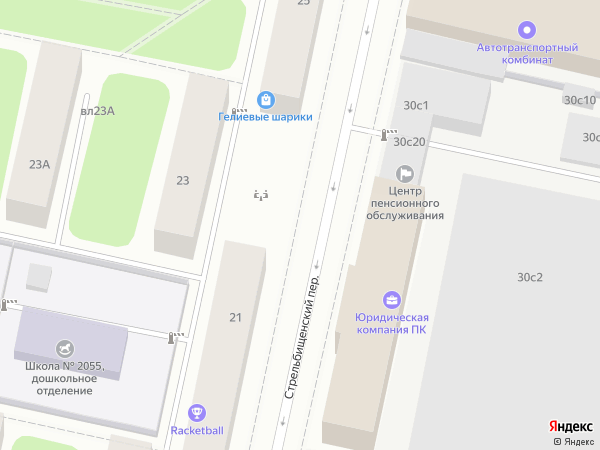 25
Автотранспортный
комбинат
30с10
30с1
вл23А
Гелиевые шарики
30с20
30с
23А
23
Центр
пенсионного
обслуживания
30с2
Стрельбищенский пер.
21
Юридическая
компания ПК
Школа № 2055,
дошкольное
отделение
Racketball
Яндекс
© Яндекс